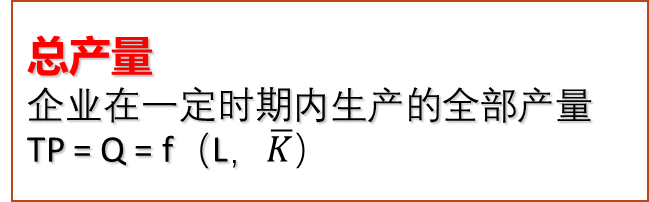 总产量
企业在一定时期内生产的全部产量
TP = Q = f（L，K̅）